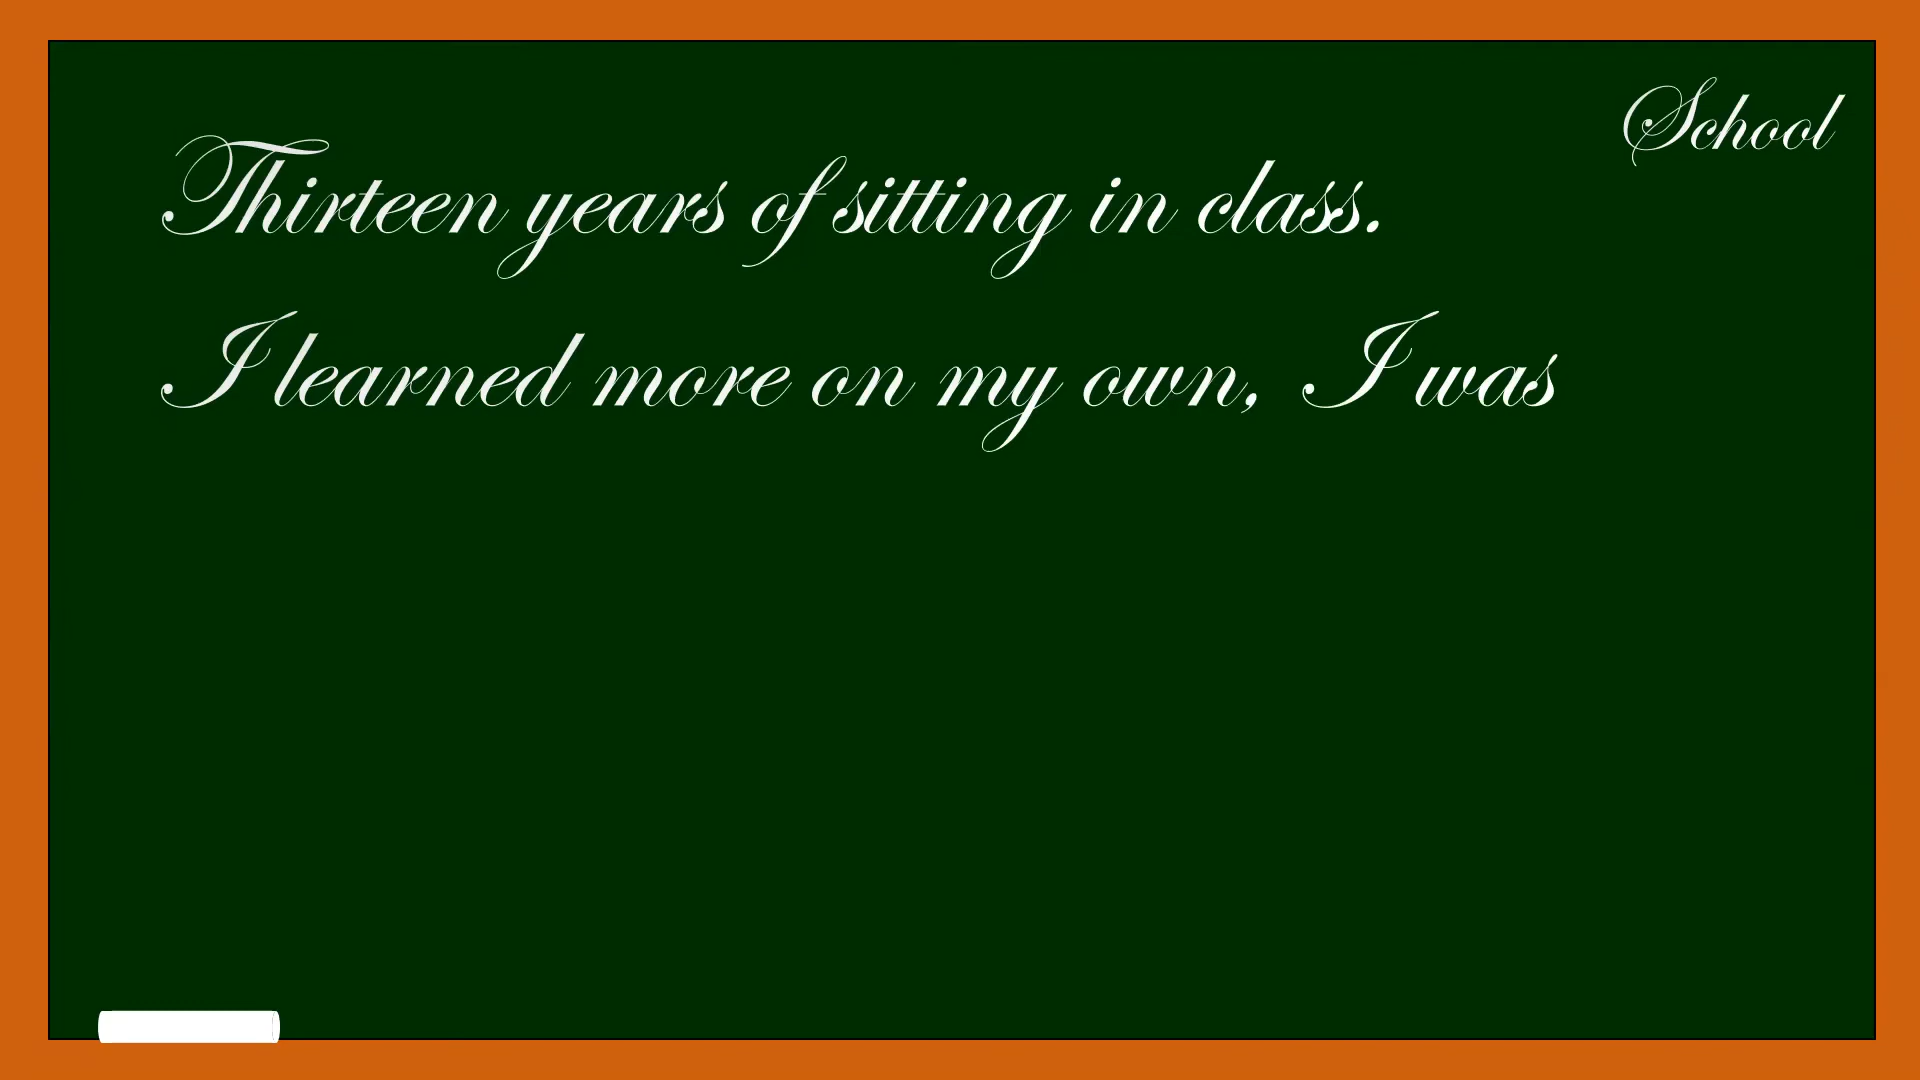 School
Thirteen years of sitting in class.
I learned more on my own, I was